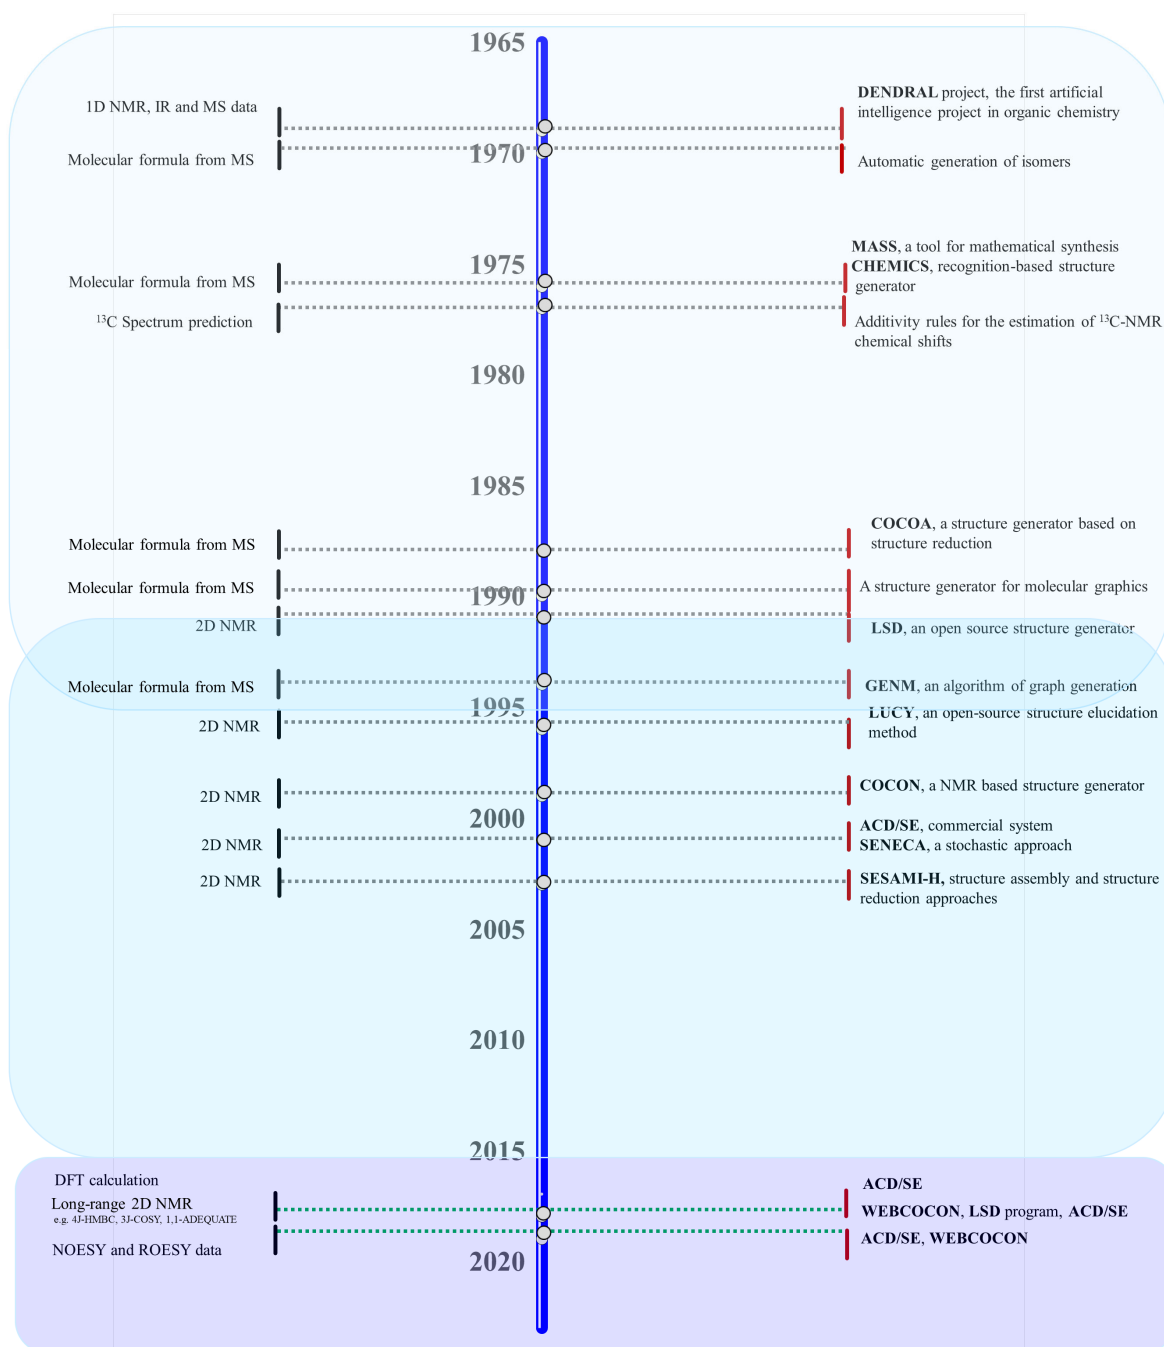 1965
1D NMR, IR and MS data
DENDRAL project, the first artificial
intelligence project in organic chemistry
Molecular formula from MS
1970
Automatic generation of isomers
MASS, a tool for mathematical synthesis
1975
CHEMICS, recognition-based structure
generator
Molecular formula from MS
¹³C Spectrum prediction
Additivity rules for the estimation of ¹³C-NMR
chemical shifts
1980
1985
COCOA, a structure generator based on
structure reduction
Molecular formula from MS
Molecular formula from MS
1990
A structure generator for molecular graphics
2D NMR
LSD, an open source structure generator
Molecular formula from MS
GENM, an algorithm of graph generation
1995
LUCY, an open-source structure elucidation
method
2D NMR
COCON, a NMR based structure generator
2D NMR
2000
ACD/SE, commercial system
SENECA, a stochastic approach
2D NMR
2D NMR
SESAMI-H, structure assembly and structure
reduction approaches
2005
2010
2015
DFT calculation
ACD/SE
Long-range 2D NMR
e.g. 4J-HMBC, 3J-COSY, 1,1-ADEQUATE
WEBCOCON, LSD program, ACD/SE
NOESY and ROESY data
ACD/SE, WEBCOCON
2020